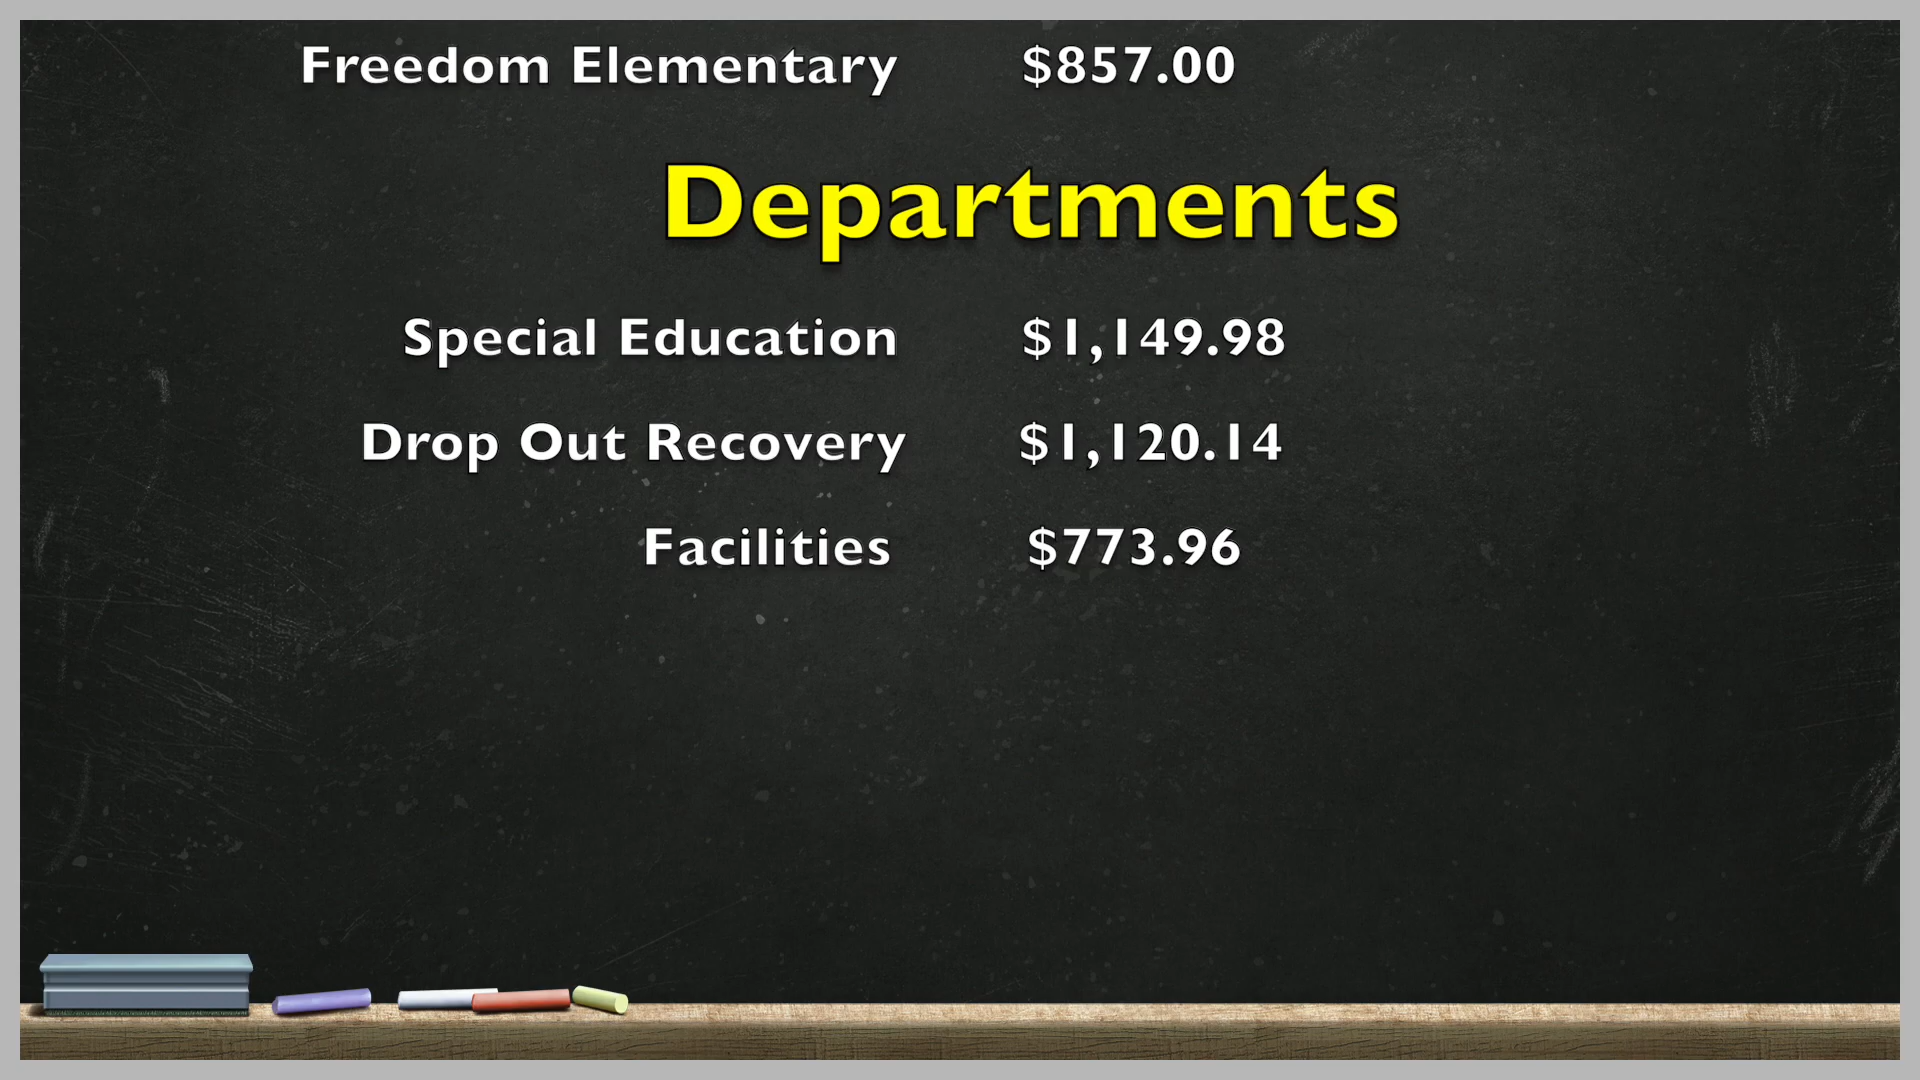 Freedom Elementary $857.00
Departments
Special Education $1,149.98
Drop Out Recovery $1,120.14
Facilities $773.96